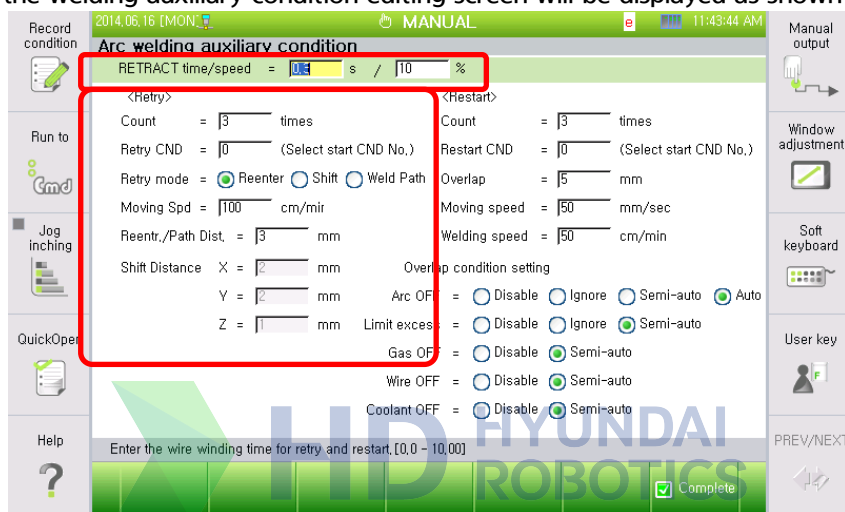 the welding auxiliary condition editing screen will be displayed as shown
Record condition
2014,06,16 [MON]
MANUAL
e
11:43:44 AM
Manual output
Arc welding auxiliary condition
RETRACT time/speed = s / 10 %
<Retry>
<Restart>
Count = 3 times
Count = 3 times
Run to
Window adjustment
Retry CND = 0 (Select start CND No,)
Restart CND = 0 (Select start CND No,)
Cmd
Retry mode = Reenter Shift Weld Path
Overlap = 5 mm
Moving Spd = 100 cm/min
Moving speed = 50 mm/sec
Jog inching
Reentr,/Path Dist, = 3 mm
Welding speed = 50 cm/min
Soft keyboard
Shift Distance X = 2 mm
Overlap condition setting
Y = 2 mm
Arc OFF = Disable Ignore Semi-auto Auto
Z = 1 mm
Limit excess = Disable Ignore Semi-auto
QuickOpen
User key
Gas OFF = Disable Semi-auto
F
Wire OFF = Disable Semi-auto
Coolant OFF = Disable Semi-auto
HD HYUNDAI
ROBOTICS
Help
Enter the wire winding time for retry and restart, [0,0 - 10,00]
PREV/NEXT
Complete